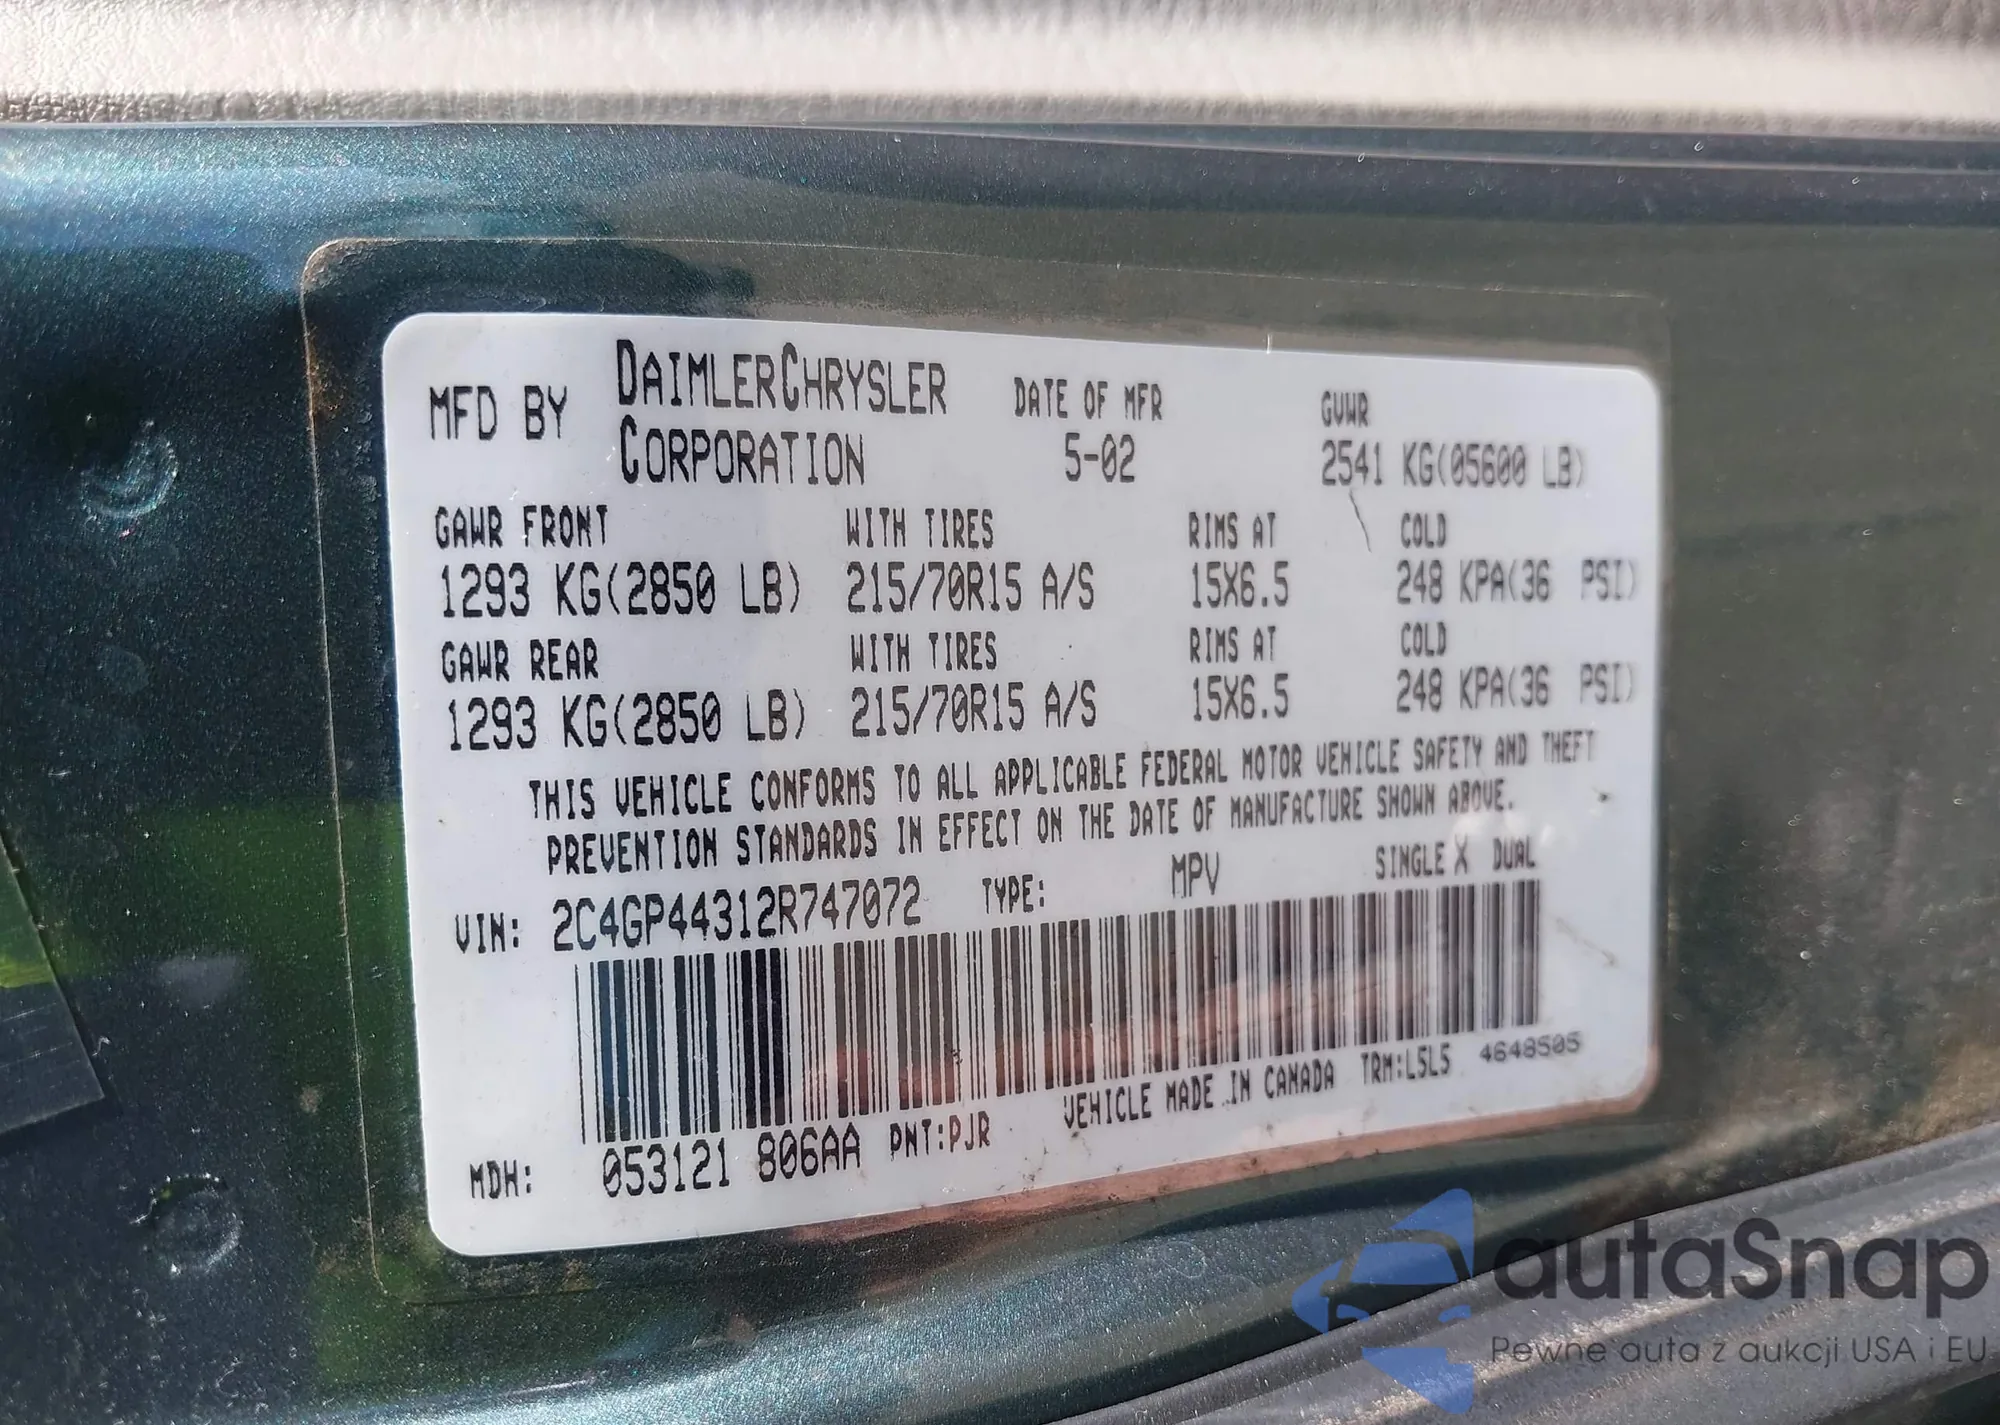 MFD BY DAIMLERCHRYSLER CORPORATION DATE OF MFR 5-02 GVWR 2541 KG(05600 LB)
GAWR FRONT WITH TIRES RIMS AT COLD
1293 KG(2850 LB) 215/70R15 A/S 15X6.5 248 KPA(36 PSI)
GAWR REAR WITH TIRES RIMS AT COLD
1293 KG(2850 LB) 215/70R15 A/S 15X6.5 248 KPA(36 PSI)
THIS VEHICLE CONFORMS TO ALL APPLICABLE FEDERAL MOTOR VEHICLE SAFETY AND THEFT
PREVENTION STANDARDS IN EFFECT ON THE DATE OF MANUFACTURE SHOWN ABOVE.
VIN: 2C4GP44312R747072 TYPE: MPV SINGLE X DUAL
VEHICLE MADE IN CANADA TRM:L5L5 4648505
MDH: 053121 806AA PNT:PJR
autaSnap
Pewne auta z aukcji USA i EU